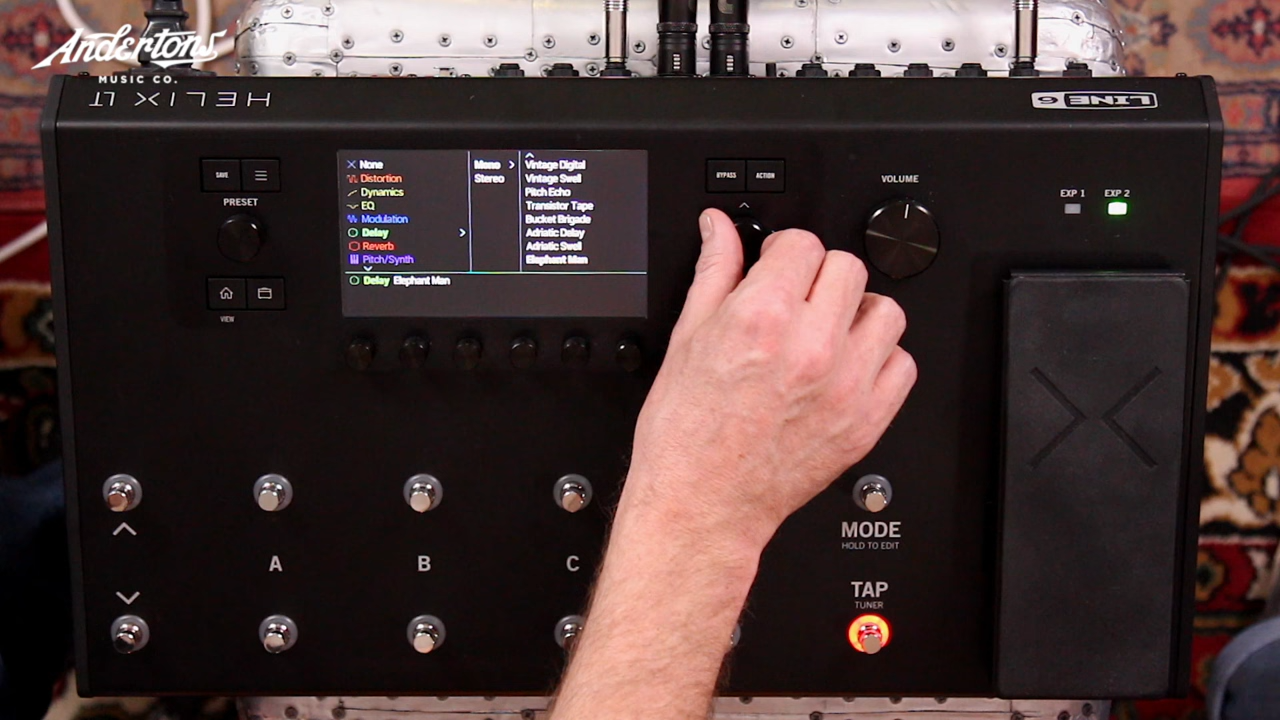 Andertons
MUSIC CO.
HELIX LT
LINE 6
SAVE
PRESET
VIEW
None
Distortion
Dynamics
EQ
Modulation
Delay
Reverb
Pitch/Synth
Mono
Stereo
Vintage Digital
Vintage Swell
Pitch Echo
Transistor Tape
Bucket Brigade
Adriatic Delay
Adriatic Swell
Elephant Man
Delay Elephant Man
BYPASS
ACTION
VOLUME
EXP 1
EXP 2
A
B
C
MODE
HOLD TO EDIT
TAP
TUNER